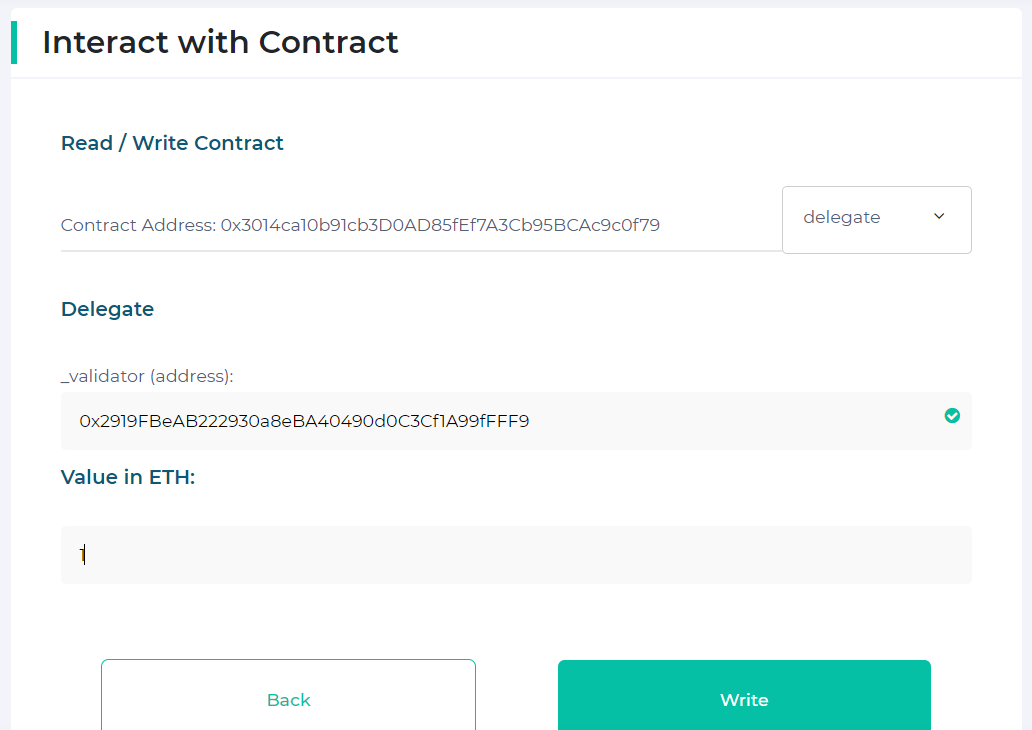 Interact with Contract
Read / Write Contract
Contract Address: 0x3014ca10b91cb3D0AD85fEf7A3Cb95BCAc9c0f79
delegate
Delegate
_validator (address):
0x2919FBeAB222930a8eBA40490d0C3Cf1A99fFFF9
Value in ETH:
1
Back
Write